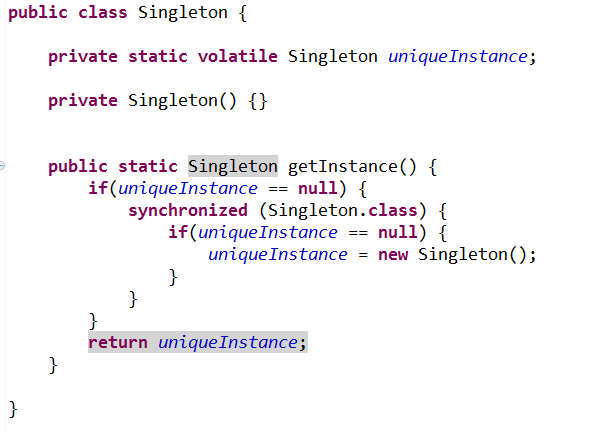 public class Singleton {
private static volatile Singleton uniqueInstance;
private Singleton() {}
public static Singleton getInstance() {
if(uniqueInstance == null) {
synchronized (Singleton.class) {
if(uniqueInstance == null) {
uniqueInstance = new Singleton();
}
}
}
return uniqueInstance;
}
}